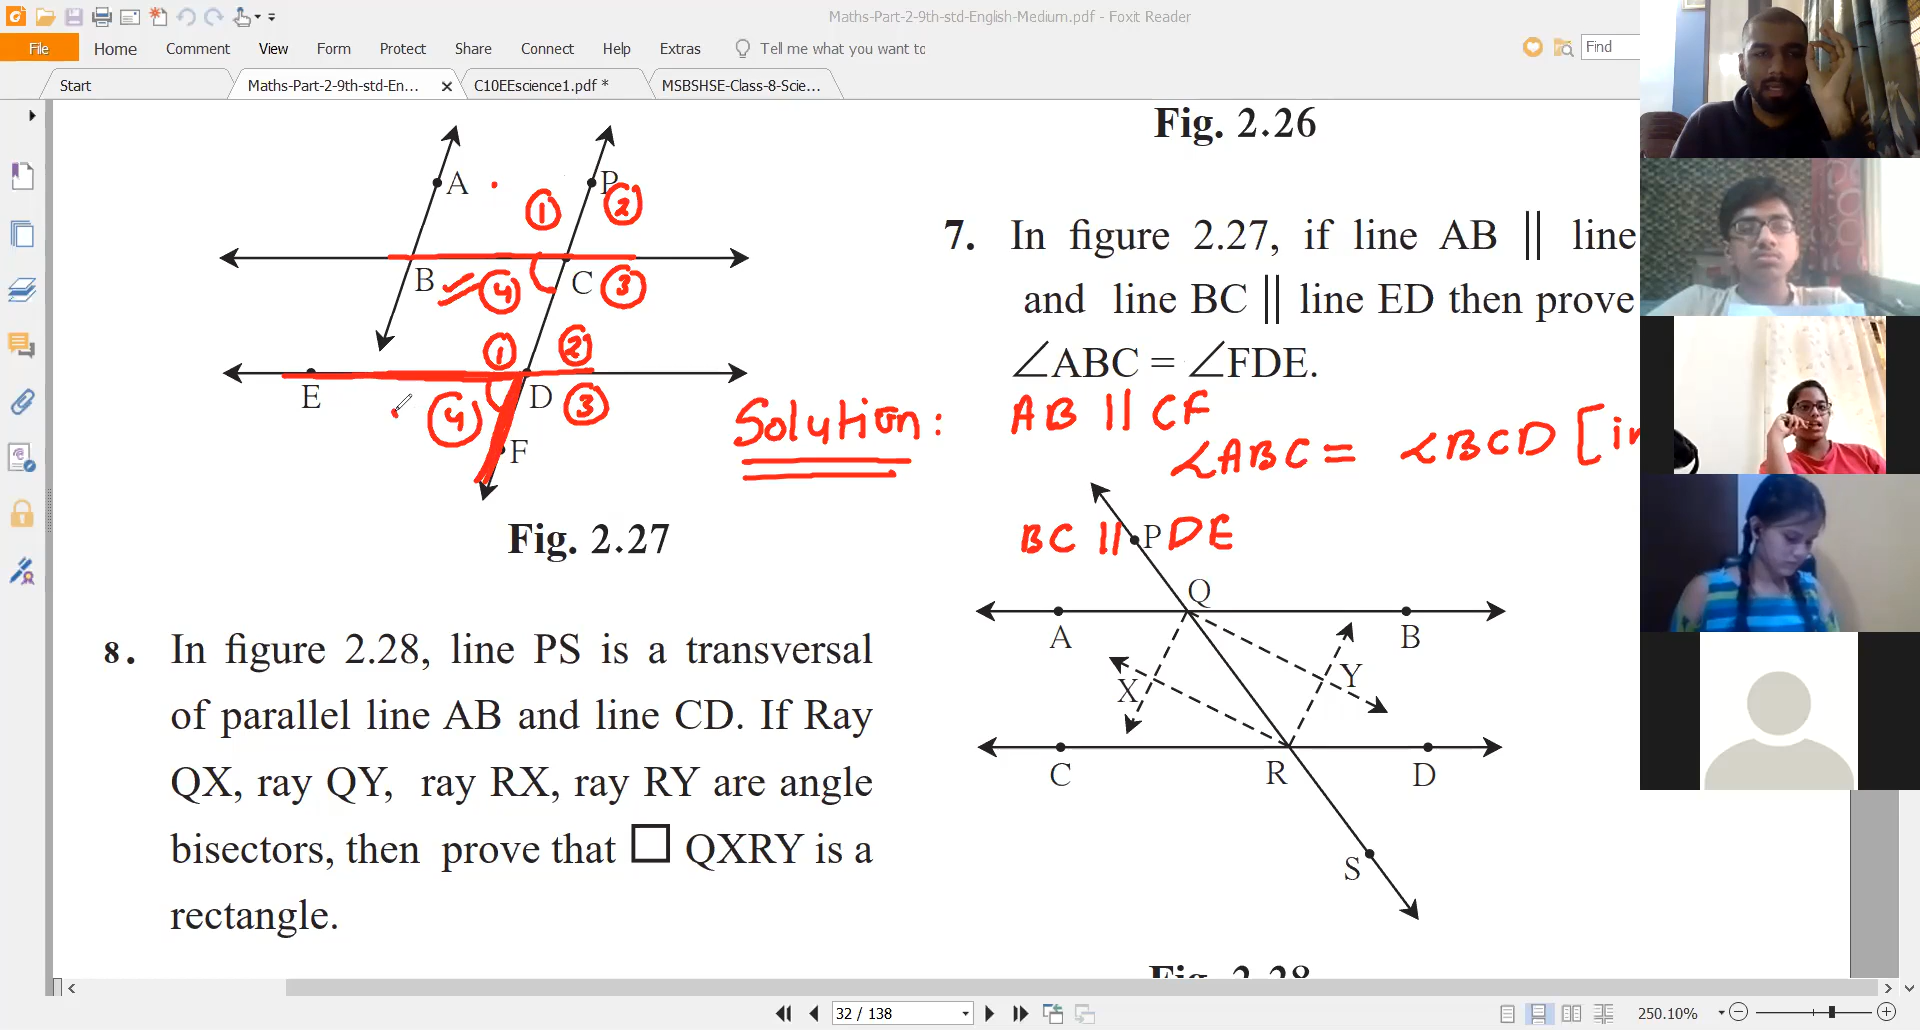 Maths-Part-2-9th-std-English-Medium.pdf - Foxit Reader
File Home Comment View Form Protect Share Connect Help Extras Tell me what you want to Find
Start Maths-Part-2-9th-std-En... C10EEscience1.pdf * MSBSHSE-Class-8-Scie...
Fig. 2.26
A P
1 2
B 4 C 3
1 2
E 4 D 3
F
Fig. 2.27
7. In figure 2.27, if line AB || line
and line BC || line ED then prove
∠ABC = ∠FDE.
Solution: AB || CF
∠ABC = ∠BCD [in
BC || DE
8. In figure 2.28, line PS is a transversal
of parallel line AB and line CD. If Ray
QX, ray QY, ray RX, ray RY are angle
bisectors, then prove that □ QXRY is a
rectangle.
P
Q
A B
X Y
C R D
S
Fig. 2.28
32 / 138
250.10%